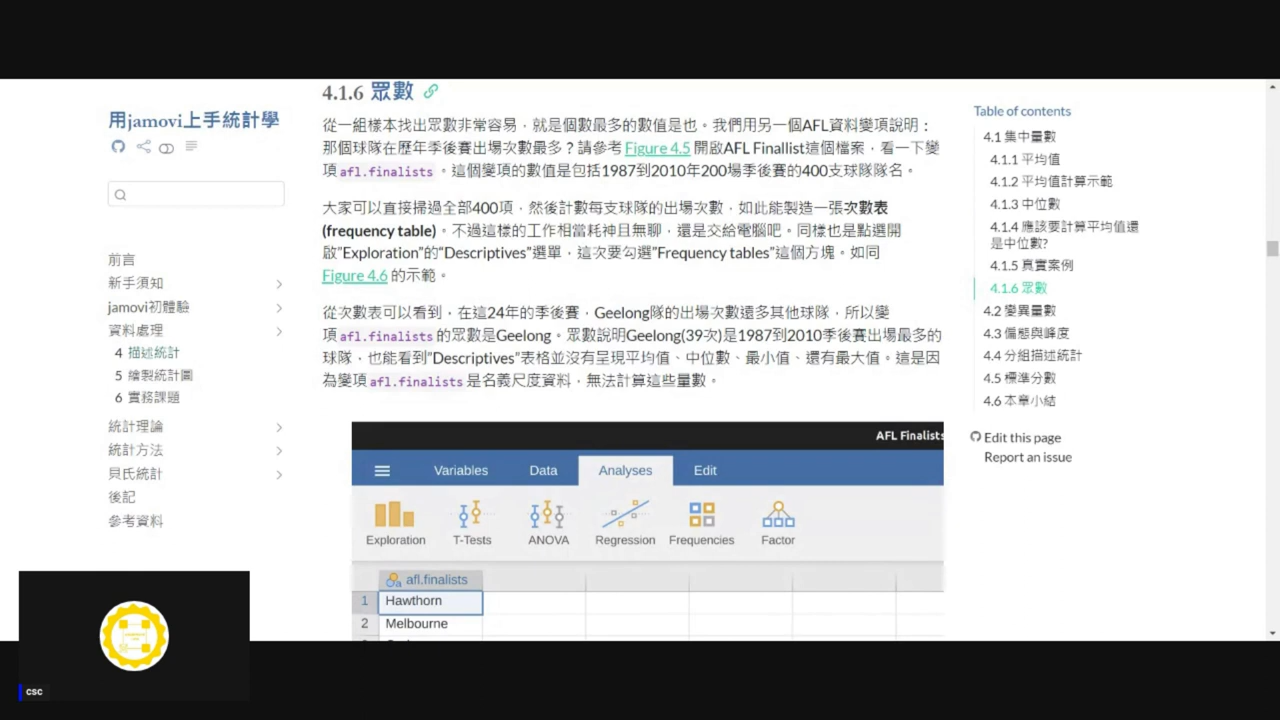 用jamovi上手統計學
前言
新手須知
jamovi初體驗
資料處理
4 描述統計
5 繪製統計圖
6 實務課題
統計理論
統計方法
貝氏統計
後記
參考資料
4.1.6 眾數
從一組樣本找出眾數非常容易，就是個數最多的數值是也。我們用另一個AFL資料變項說明：
那個球隊在歷年季後賽出場次數最多？請參考 Figure 4.5 開啟AFL Finallist這個檔案，看一下變
項 afl.finalists 。這個變項的數值是包括1987到2010年200場季後賽的400支球隊隊名。
大家可以直接掃過全部400項，然後計數每支球隊的出場次數，如此能製造一張次數表
(frequency table)。不過這樣的工作相當耗神且無聊，還是交給電腦吧。同樣也是點選開
啟”Exploration”的“Descriptives”選單，這次要勾選”Frequency tables”這個方塊。如同
Figure 4.6 的示範。
從次數表可以看到，在這24年的季後賽，Geelong隊的出場次數遠多其他球隊，所以變
項 afl.finalists 的眾數是Geelong。眾數說明Geelong(39次)是1987到2010季後賽出場最多的
球隊，也能看到”Descriptives”表格並沒有呈現平均值、中位數、最小值、還有最大值。這是因
為變項 afl.finalists 是名義尺度資料，無法計算這些量數。
AFL Finalists
Variables Data Analyses Edit
Exploration T-Tests ANOVA Regression Frequencies Factor
afl.finalists
1 Hawthorn
2 Melbourne
Table of contents
4.1 集中量數
4.1.1 平均值
4.1.2 平均值計算示範
4.1.3 中位數
4.1.4 應該要計算平均值還
是中位數?
4.1.5 真實案例
4.1.6 眾數
4.2 變異量數
4.3 偏態與峰度
4.4 分組描述統計
4.5 標準分數
4.6 本章小結
Edit this page
Report an issue
csc